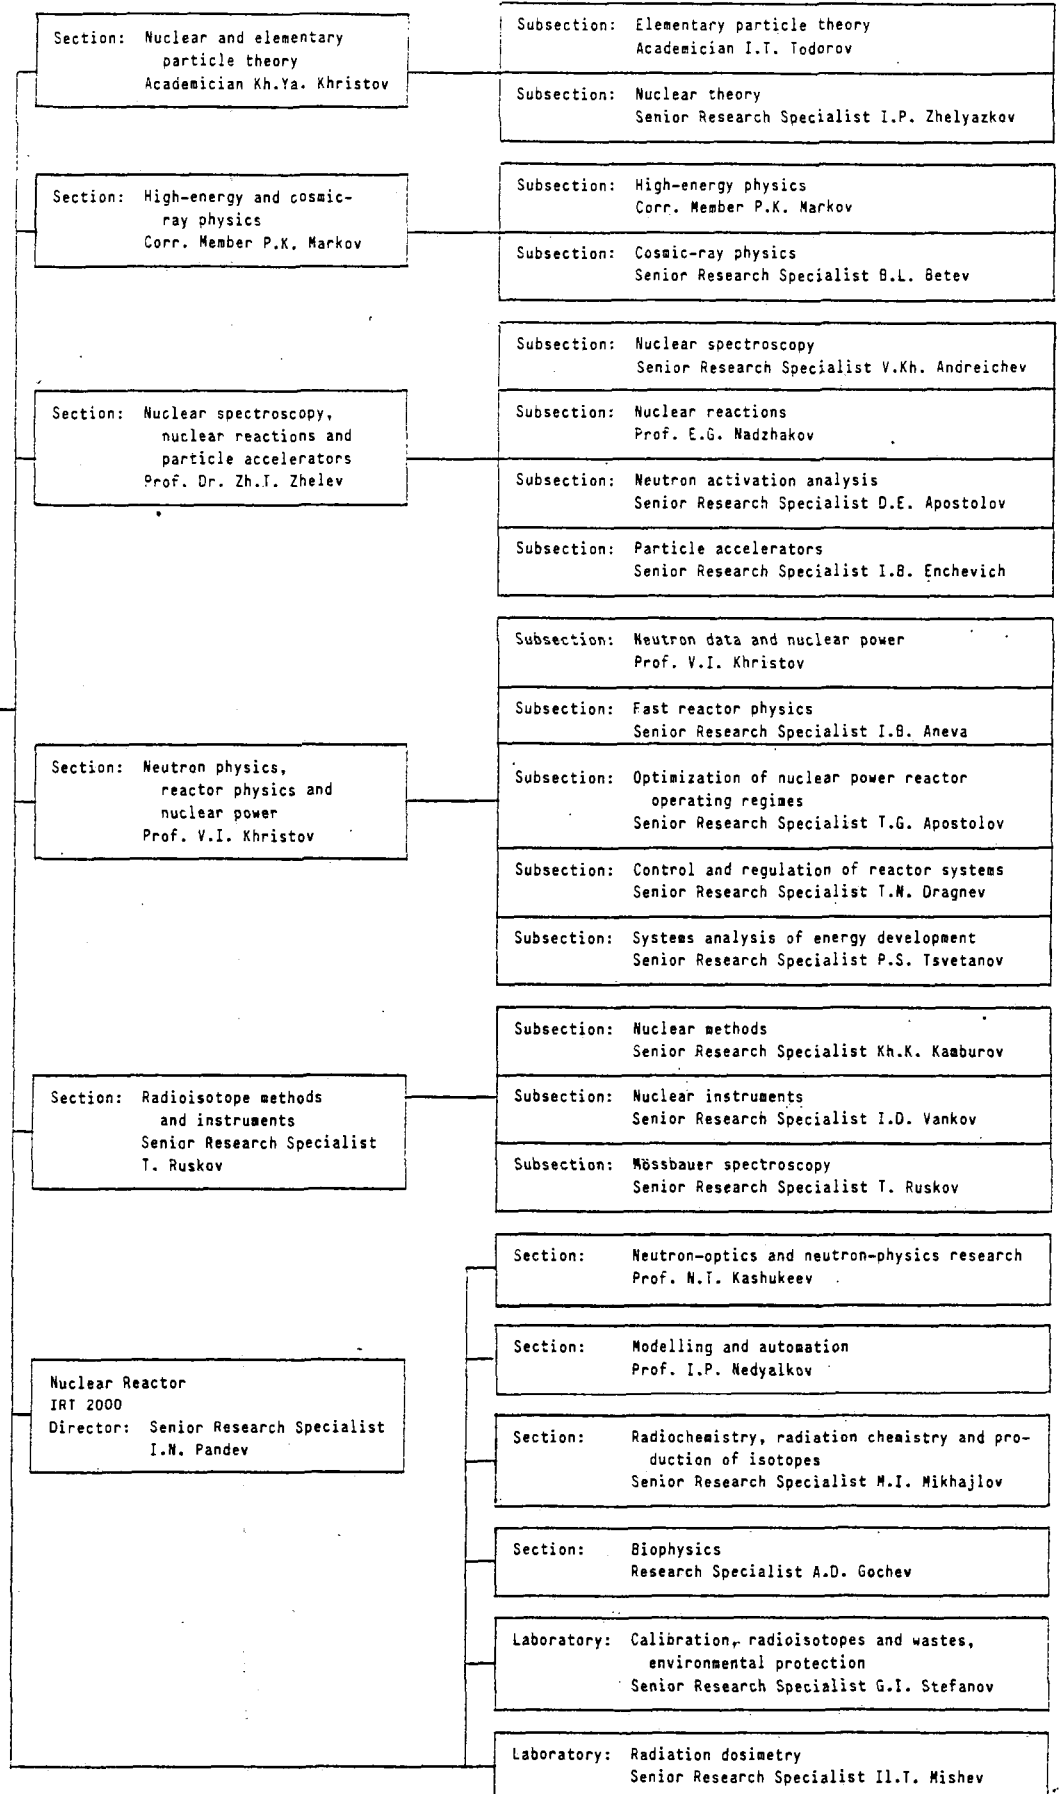 Section: Nuclear and elementary
particle theory
Academician Kh.Ya. Khristov
Subsection: Elementary particle theory
Academician I.T. Todorov
Subsection: Nuclear theory
Senior Research Specialist I.P. Zhelyazkov
Section: High-energy and cosmic-
ray physics
Corr. Member P.K. Markov
Subsection: High-energy physics
Corr. Member P.K. Markov
Subsection: Cosmic-ray physics
Senior Research Specialist B.L. Betev
Section: Nuclear spectroscopy,
nuclear reactions and
particle accelerators
Prof. Dr. Zh.T. Zhelev
Subsection: Nuclear spectroscopy
Senior Research Specialist V.Kh. Andreichev
Subsection: Nuclear reactions
Prof. E.G. Nadzhakov
Subsection: Neutron activation analysis
Senior Research Specialist D.E. Apostolov
Subsection: Particle accelerators
Senior Research Specialist I.B. Enchevich
Section: Neutron physics,
reactor physics and
nuclear power
Prof. V.I. Khristov
Subsection: Neutron data and nuclear power
Prof. V.I. Khristov
Subsection: Fast reactor physics
Senior Research Specialist I.B. Aneva
Subsection: Optimization of nuclear power reactor
operating regimes
Senior Research Specialist T.G. Apostolov
Subsection: Control and regulation of reactor systems
Senior Research Specialist T.N. Dragnev
Subsection: Systems analysis of energy development
Senior Research Specialist P.S. Tsvetanov
Section: Radioisotope methods
and instruments
Senior Research Specialist
T. Ruskov
Subsection: Nuclear methods
Senior Research Specialist Kh.K. Kamburov
Subsection: Nuclear instruments
Senior Research Specialist I.D. Vankov
Subsection: Mössbauer spectroscopy
Senior Research Specialist T. Ruskov
Nuclear Reactor
IRT 2000
Director: Senior Research Specialist
I.N. Pandev
Section: Neutron-optics and neutron-physics research
Prof. N.T. Kashukeev
Section: Modelling and automation
Prof. I.P. Nedyalkov
Section: Radiochemistry, radiation chemistry and pro-
duction of isotopes
Senior Research Specialist M.I. Mikhajlov
Section: Biophysics
Research Specialist A.D. Gochev
Laboratory: Calibration, radioisotopes and wastes,
environmental protection
Senior Research Specialist G.I. Stefanov
Laboratory: Radiation dosimetry
Senior Research Specialist Il.T. Mishev